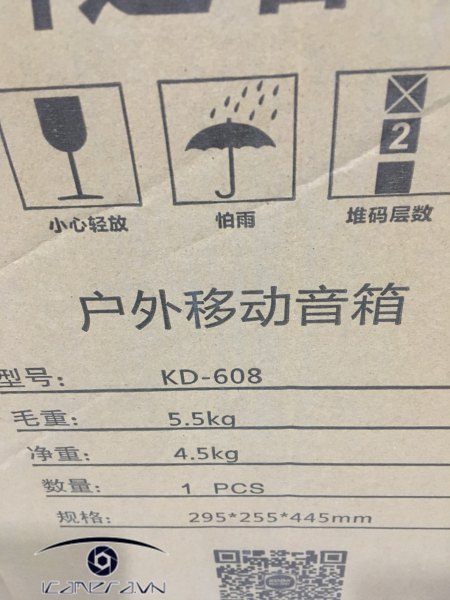 2
小心轻放 怕雨 堆码层数
户外移动音箱
型号: KD-608
毛重: 5.5kg
净重: 4.5kg
数量: 1 PCS
规格: 295*255*445mm
ICAMERA.VN